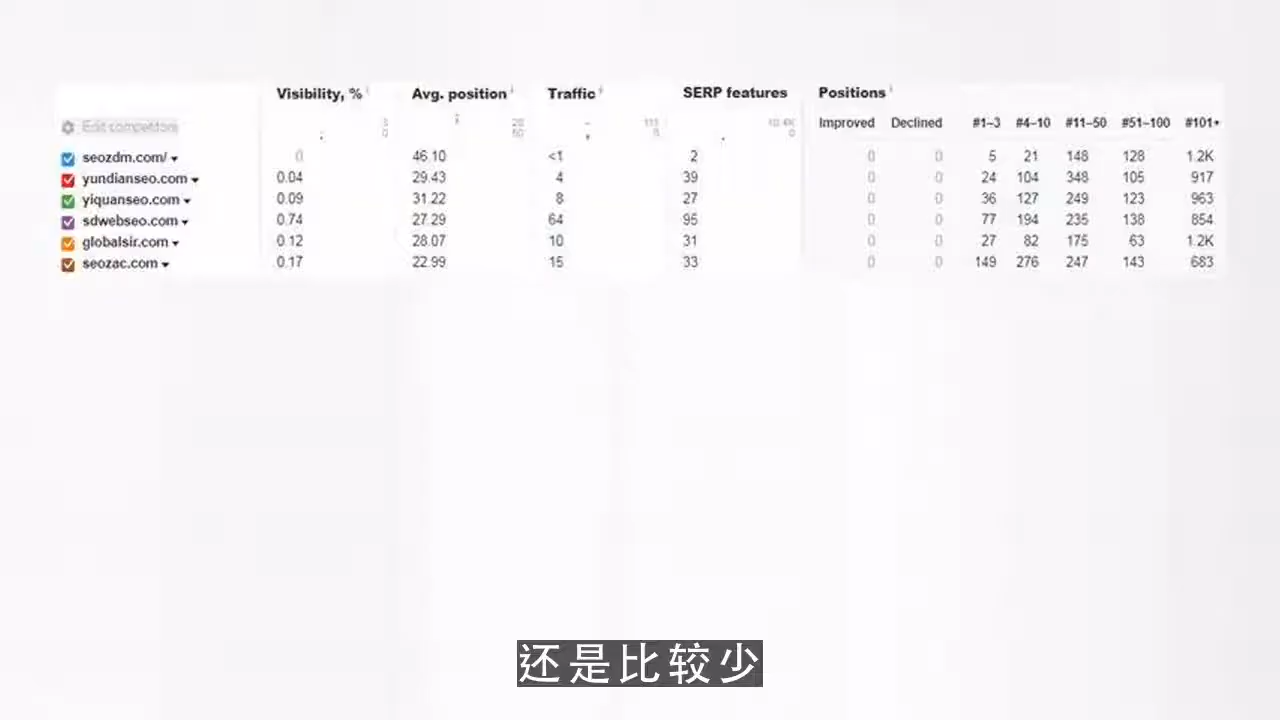 Visibility, % Avg. position Traffic SERP features Positions
Edit competitors Improved Declined #1–3 #4–10 #11–50 #51–100 #101+
seozdm.com/ 0 46.10 <1 2 0 0 5 21 148 128 1.2K
yundianseo.com 0.04 29.43 4 39 0 0 24 104 348 105 917
yiquanseo.com 0.09 31.22 8 27 0 0 36 127 249 123 963
sdwebseo.com 0.74 27.29 64 95 0 0 77 194 235 138 854
globalsir.com 0.12 28.07 10 31 0 0 27 82 175 63 1.2K
seozac.com 0.17 22.99 15 33 0 0 149 276 247 143 683
还是比较少